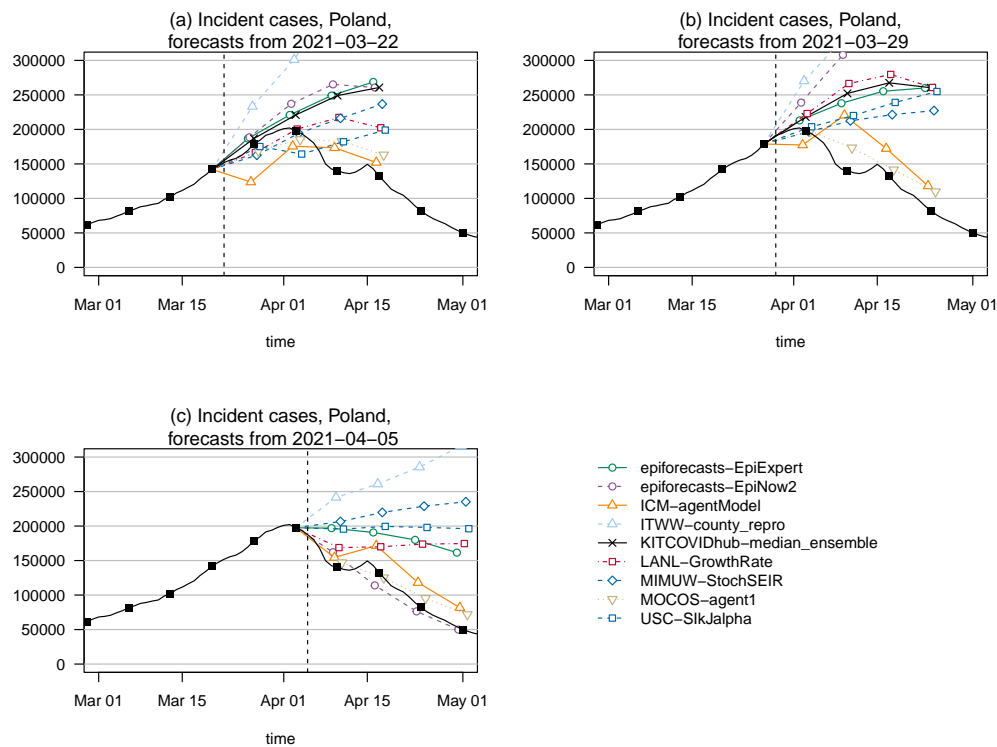 (a) Incident cases, Poland,
forecasts from 2021−03−22
300000
250000
200000
150000
100000
50000
0
Mar 01
Mar 15
Apr 01
Apr 15
May 01
time
(b) Incident cases, Poland,
forecasts from 2021−03−29
300000
250000
200000
150000
100000
50000
0
Mar 01
Mar 15
Apr 01
Apr 15
May 01
time
(c) Incident cases, Poland,
forecasts from 2021−04−05
300000
250000
200000
150000
100000
50000
0
Mar 01
Mar 15
Apr 01
Apr 15
May 01
time
epiforecasts−EpiExpert
epiforecasts−EpiNow2
ICM−agentModel
ITWW−county_repro
KITCOVIDhub−median_ensemble
LANL−GrowthRate
MIMUW−StochSEIR
MOCOS−agent1
USC−SIkJalpha